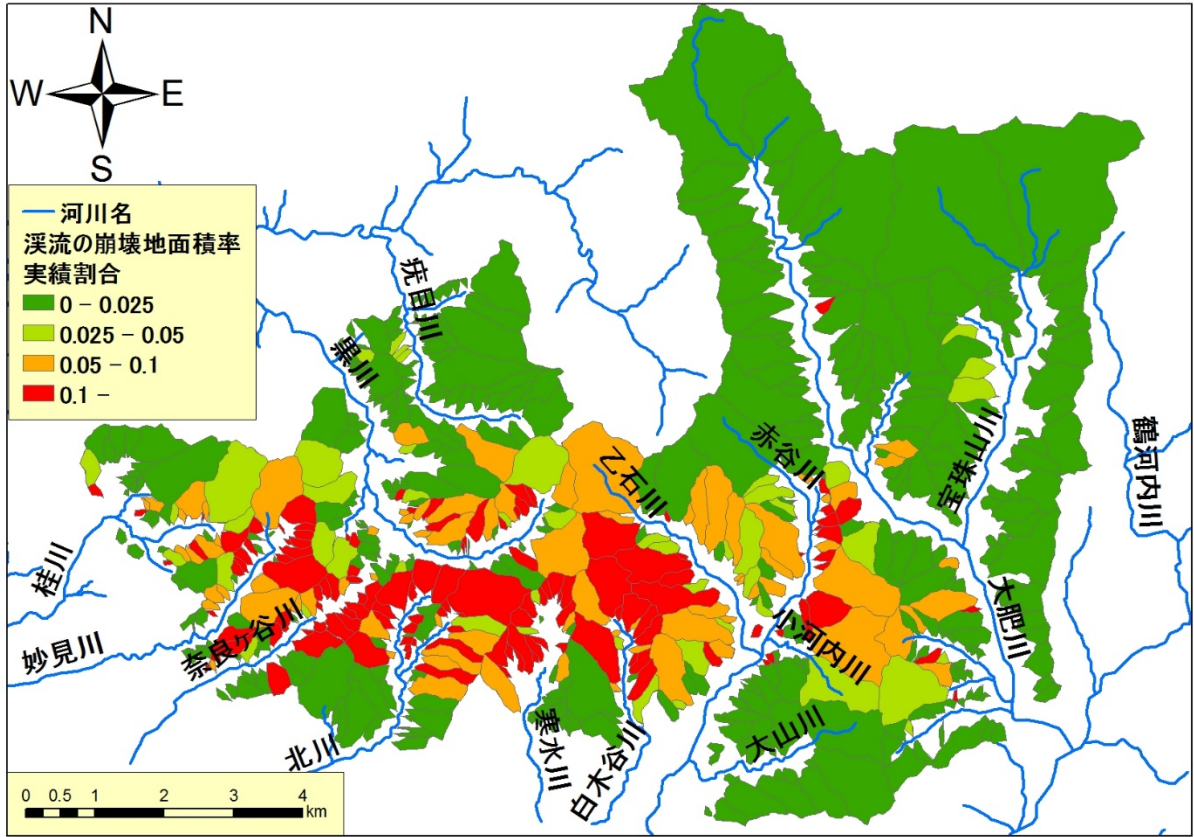 N
W E
S
河川名
渓流の崩壊地面積率
実績割合
0 − 0.025
0.025 − 0.05
0.05 − 0.1
0.1 −
疣目川
黒川
乙石川
赤谷川
宝珠山川
鶴河内川
桂川
妙見川
奈良ヶ谷川
北川
寒水川
白木谷川
小河内川
大山川
大肥川
0 0.5 1 2 3 4
km